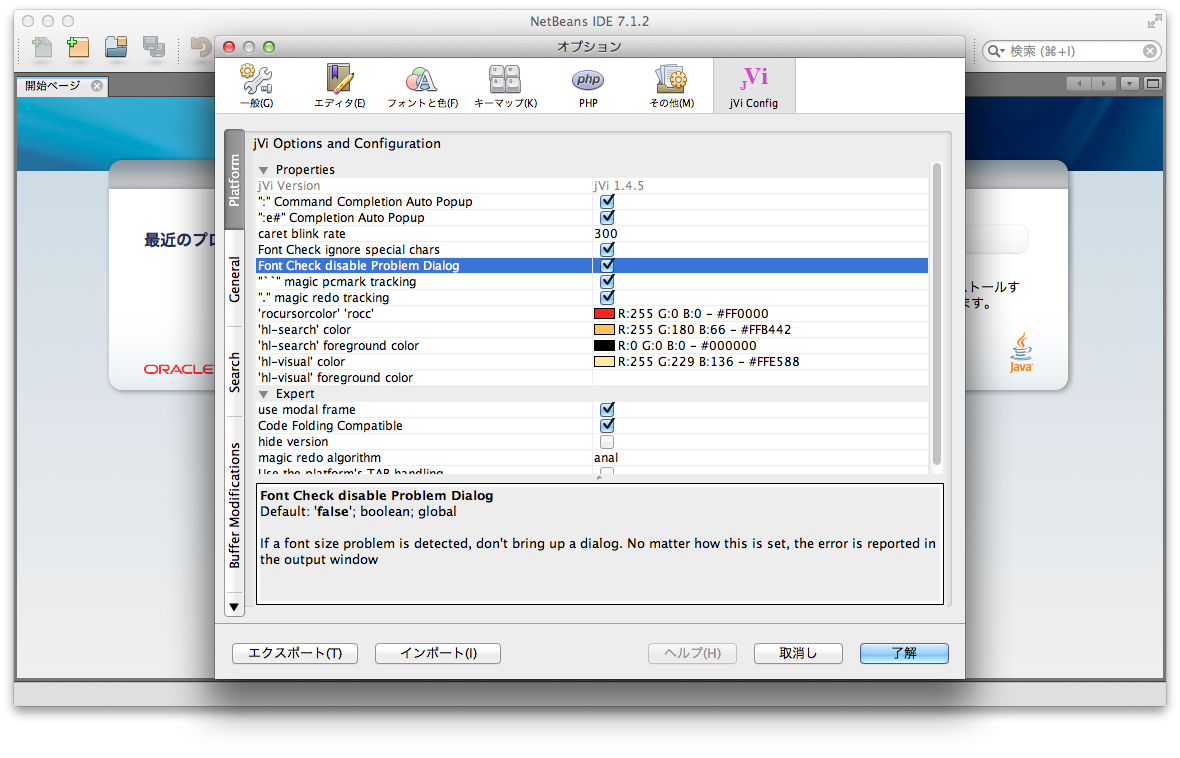 NetBeans IDE 7.1.2
検索 (⌘+I)
開始ページ
オプション
一般(G)
エディタ(E)
フォントと色(F)
キーマップ(K)
PHP
php
その他(M)
jVi
jVi Config
最近のプロ
ORACLE
ストールす
ます。
Java
Platform
General
Search
Buffer Modifications
jVi Options and Configuration
Properties
jVi Version jVi 1.4.5
":" Command Completion Auto Popup
":e#" Completion Auto Popup
caret blink rate 300
Font Check ignore special chars
Font Check disable Problem Dialog
"``" magic pcmark tracking
"." magic redo tracking
'rocursorcolor' 'rocc' R:255 G:0 B:0 – #FF0000
'hl-search' color R:255 G:180 B:66 – #FFB442
'hl-search' foreground color R:0 G:0 B:0 – #000000
'hl-visual' color R:255 G:229 B:136 – #FFE588
'hl-visual' foreground color
Expert
use modal frame
Code Folding Compatible
hide version
magic redo algorithm anal
Use the platform's TAB handling
Font Check disable Problem Dialog
Default: 'false'; boolean; global
If a font size problem is detected, don't bring up a dialog. No matter how this is set, the error is reported in
the output window
エクスポート(T)
インポート(I)
ヘルプ(H)
取消し
了解